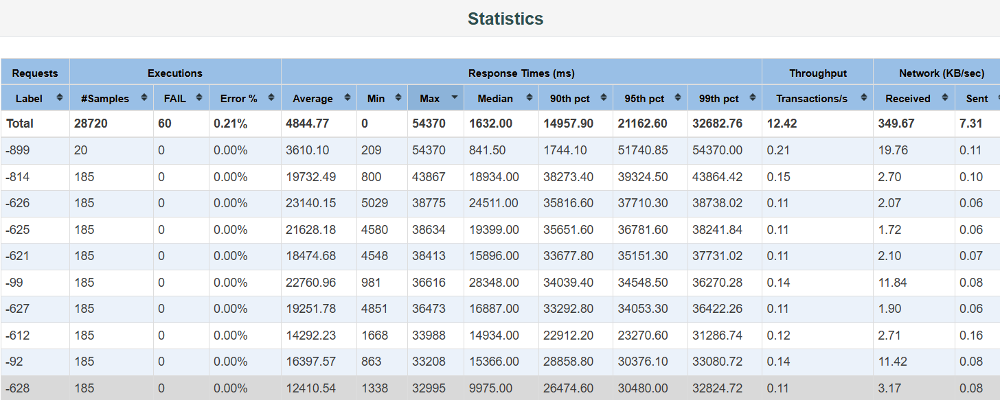 Statistics
Requests Executions Response Times (ms) Throughput Network (KB/sec)
Label #Samples FAIL Error % Average Min Max Median 90th pct 95th pct 99th pct Transactions/s Received Sent
Total 28720 60 0.21% 4844.77 0 54370 1632.00 14957.90 21162.60 32682.76 12.42 349.67 7.31
-899 20 0 0.00% 3610.10 209 54370 841.50 1744.10 51740.85 54370.00 0.21 19.76 0.11
-814 185 0 0.00% 19732.49 800 43867 18934.00 38273.40 39324.50 43864.42 0.15 2.70 0.10
-626 185 0 0.00% 23140.15 5029 38775 24511.00 35816.60 37710.30 38738.02 0.11 2.07 0.06
-625 185 0 0.00% 21628.18 4580 38634 19399.00 35651.60 36781.60 38241.84 0.11 1.72 0.06
-621 185 0 0.00% 18474.68 4548 38413 15896.00 33677.80 35151.30 37731.02 0.11 2.10 0.07
-99 185 0 0.00% 22760.96 981 36616 28348.00 34039.40 34548.50 36270.28 0.14 11.84 0.08
-627 185 0 0.00% 19251.78 4851 36473 16887.00 33292.80 34053.30 36422.26 0.11 1.90 0.06
-612 185 0 0.00% 14292.23 1668 33988 14934.00 22912.20 23270.60 31286.74 0.12 2.71 0.16
-92 185 0 0.00% 16397.57 863 33208 15366.00 28858.80 30376.10 33080.72 0.14 11.42 0.08
-628 185 0 0.00% 12410.54 1338 32995 9975.00 26474.60 30480.00 32824.72 0.11 3.17 0.08